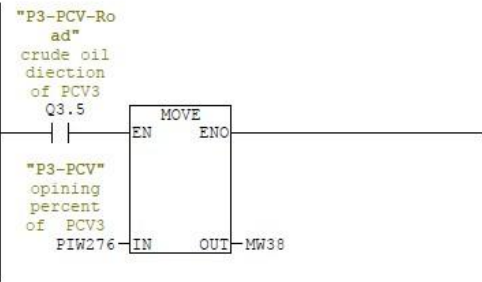 "P3-PCV-Ro
ad"
crude oil
diection
of PCV3
Q3.5
MOVE
EN ENO
"P3-PCV"
opining
percent
of PCV3
PIW276 IN OUT MW38